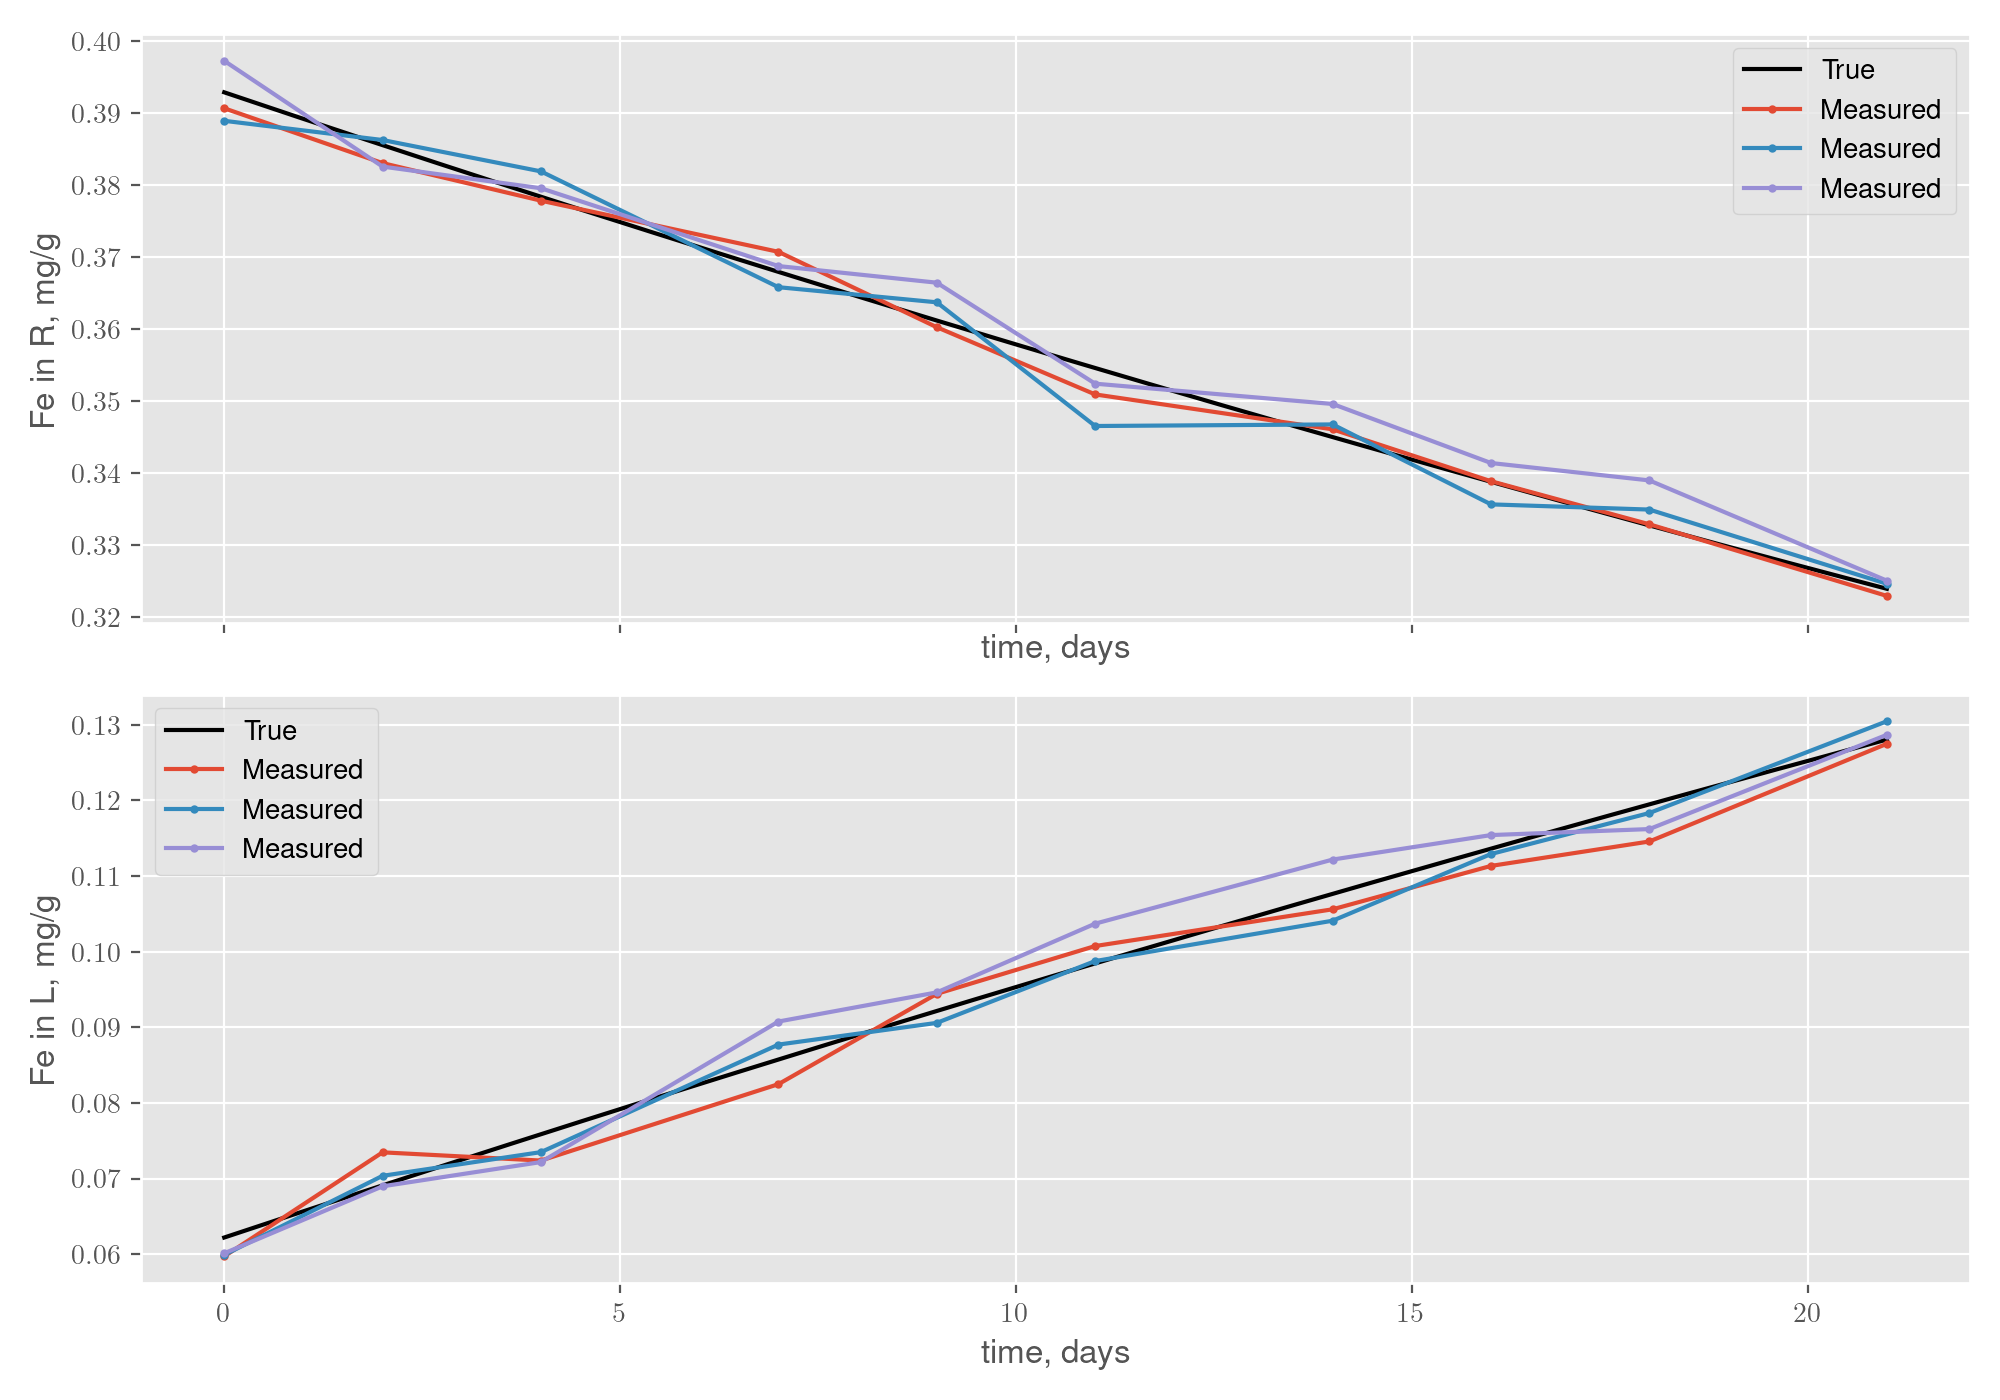 0.40
0.39
0.38
0.37
0.36
0.35
0.34
0.33
0.32
Fe in R, mg/g
True
Measured
Measured
Measured
time, days
0.13
0.12
0.11
0.10
0.09
0.08
0.07
0.06
Fe in L, mg/g
True
Measured
Measured
Measured
0 5 10 15 20
time, days